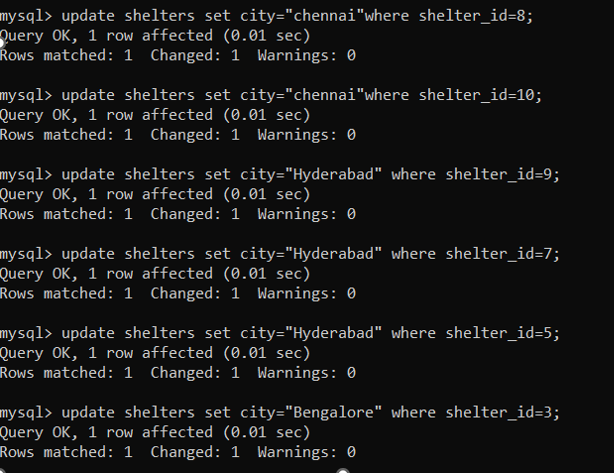 mysql> update shelters set city="chennai"where shelter_id=8;
Query OK, 1 row affected (0.01 sec)
Rows matched: 1  Changed: 1  Warnings: 0
mysql> update shelters set city="chennai"where shelter_id=10;
Query OK, 1 row affected (0.01 sec)
Rows matched: 1  Changed: 1  Warnings: 0
mysql> update shelters set city="Hyderabad" where shelter_id=9;
Query OK, 1 row affected (0.01 sec)
Rows matched: 1  Changed: 1  Warnings: 0
mysql> update shelters set city="Hyderabad" where shelter_id=7;
Query OK, 1 row affected (0.01 sec)
Rows matched: 1  Changed: 1  Warnings: 0
mysql> update shelters set city="Hyderabad" where shelter_id=5;
Query OK, 1 row affected (0.01 sec)
Rows matched: 1  Changed: 1  Warnings: 0
mysql> update shelters set city="Bengalore" where shelter_id=3;
Query OK, 1 row affected (0.01 sec)
Rows matched: 1  Changed: 1  Warnings: 0